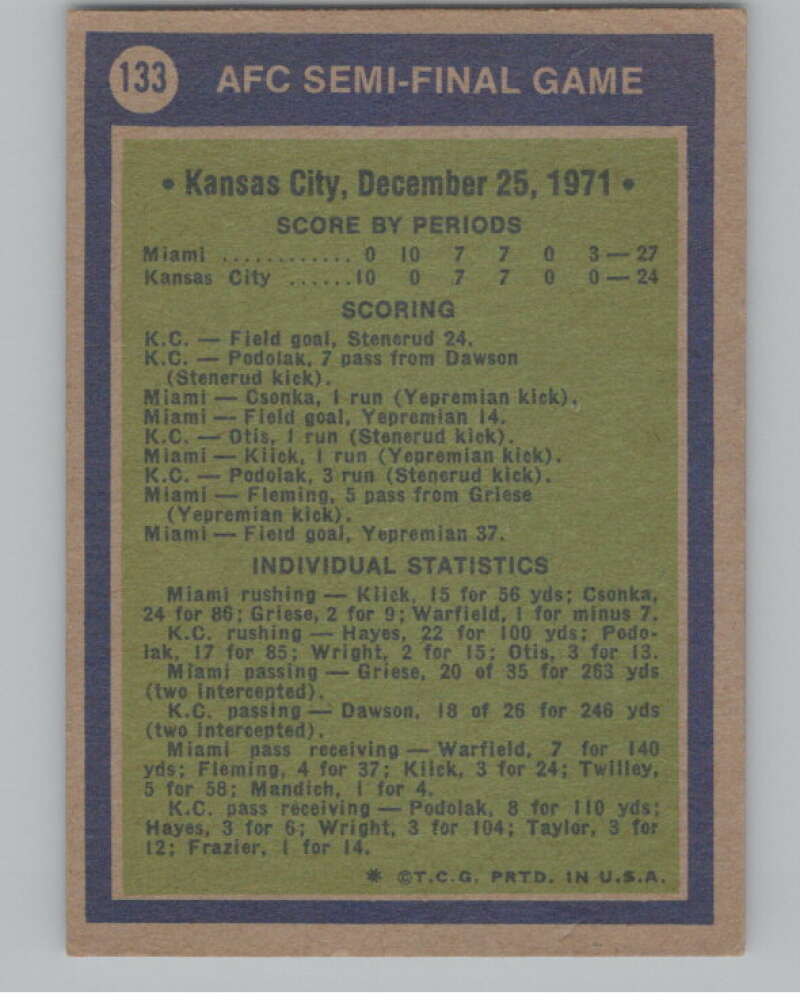 133 AFC SEMI-FINAL GAME
• Kansas City, December 25, 1971 •
SCORE BY PERIODS
Miami ............ 0 10 7 7 0 3 — 27
Kansas City ......10 0 7 7 0 0 — 24
SCORING
K.C. — Field goal, Stenerud 24.
K.C. — Podolak, 7 pass from Dawson
(Stenerud kick).
Miami — Csonka, 1 run (Yepremian kick).
Miami — Field goal, Yepremian 14.
K.C. — Otis, 1 run (Stenerud kick).
Miami — Kiick, 1 run (Yepremian kick).
K.C. — Podolak, 3 run (Stenerud kick).
Miami — Fleming, 5 pass from Griese
(Yepremian kick).
Miami — Field goal, Yepremian 37.
INDIVIDUAL STATISTICS
Miami rushing — Kiick, 15 for 56 yds; Csonka,
24 for 86; Griese, 2 for 9; Warfield, 1 for minus 7.
K.C. rushing — Hayes, 22 for 100 yds; Podo-
lak, 17 for 85; Wright, 2 for 15; Otis, 3 for 13.
Miami passing — Griese, 20 of 35 for 263 yds
(two intercepted).
K.C. passing — Dawson, 18 of 26 for 246 yds
(two intercepted).
Miami pass receiving — Warfield, 7 for 140
yds; Fleming, 4 for 37; Kiick, 3 for 24; Twilley,
5 for 58; Mandich, 1 for 4.
K.C. pass receiving — Podolak, 8 for 110 yds;
Hayes, 3 for 6; Wright, 3 for 104; Taylor, 3 for
12; Frazier, 1 for 14.
* ©T.C.G. PRTD. IN U.S.A.